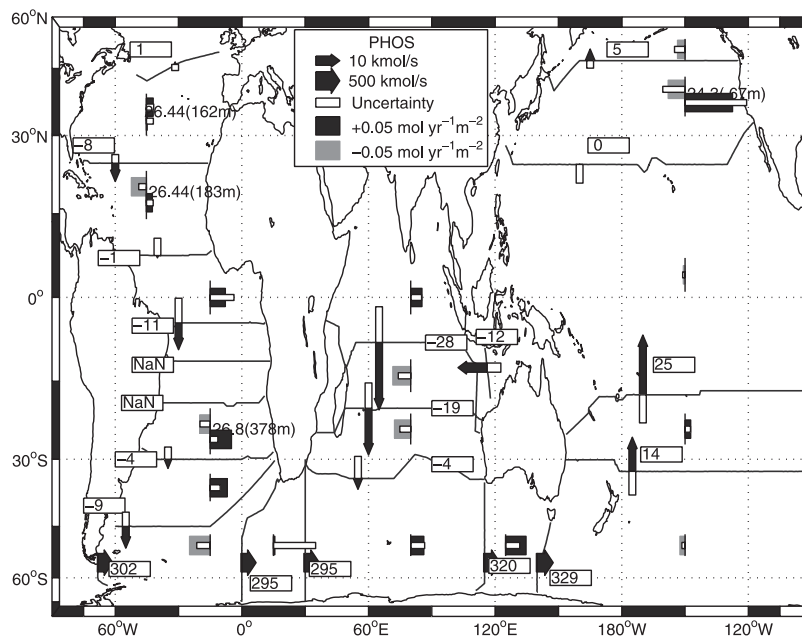 60°N
1
PHOS
10 kmol/s
500 kmol/s
Uncertainty
+0.05 mol yr−1m−2
−0.05 mol yr−1m−2
5
26.44(162m)
30°N
−8
0
26.44(183m)
−1
0°
−11
−28
−12
NaN
25
NaN
−19
26.8(378m)
30°S
−4
−4
14
−9
302
295
295
320
329
60°S
60°W
0°
60°E
120°E
180°W
120°W